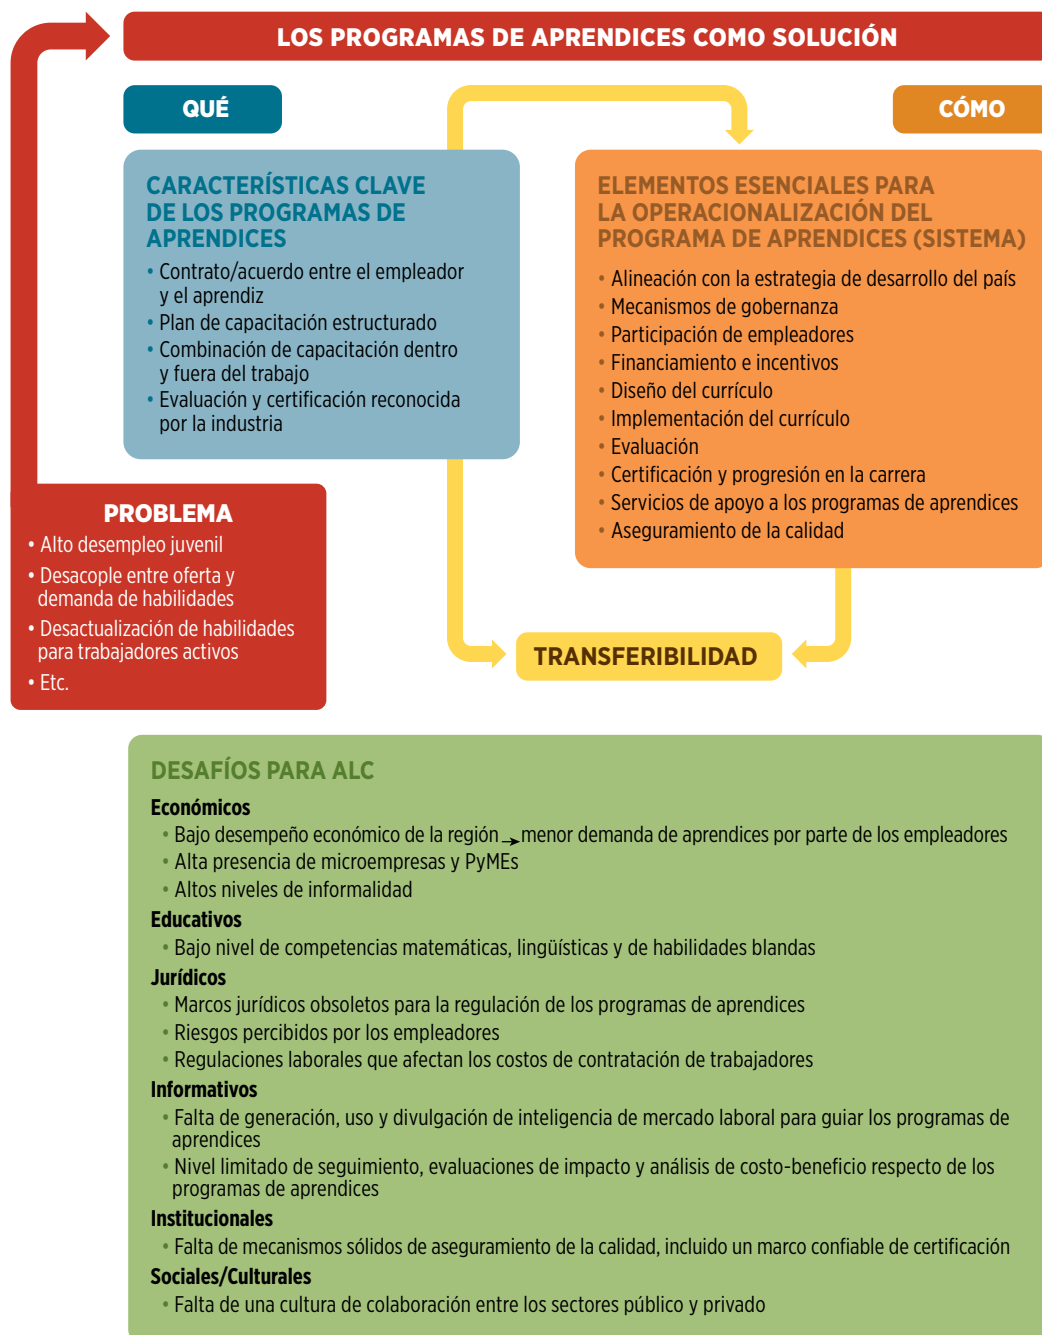 LOS PROGRAMAS DE APRENDICES COMO SOLUCIÓN
QUÉ
CÓMO
CARACTERÍSTICAS CLAVE
DE LOS PROGRAMAS DE
APRENDICES
• Contrato/acuerdo entre el empleador
y el aprendiz
• Plan de capacitación estructurado
• Combinación de capacitación dentro
y fuera del trabajo
• Evaluación y certificación reconocida
por la industria
ELEMENTOS ESENCIALES PARA
LA OPERACIONALIZACIÓN DEL
PROGRAMA DE APRENDICES (SISTEMA)
• Alineación con la estrategia de desarrollo del país
• Mecanismos de gobernanza
• Participación de empleadores
• Financiamiento e incentivos
• Diseño del currículo
• Implementación del currículo
• Evaluación
• Certificación y progresión en la carrera
• Servicios de apoyo a los programas de aprendices
• Aseguramiento de la calidad
PROBLEMA
• Alto desempleo juvenil
• Desacople entre oferta y
demanda de habilidades
• Desactualización de habilidades
para trabajadores activos
• Etc.
TRANSFERIBILIDAD
DESAFÍOS PARA ALC
Económicos
• Bajo desempeño económico de la región → menor demanda de aprendices por parte de los empleadores
• Alta presencia de microempresas y PyMEs
• Altos niveles de informalidad
Educativos
• Bajo nivel de competencias matemáticas, lingüísticas y de habilidades blandas
Jurídicos
• Marcos jurídicos obsoletos para la regulación de los programas de aprendices
• Riesgos percibidos por los empleadores
• Regulaciones laborales que afectan los costos de contratación de trabajadores
Informativos
• Falta de generación, uso y divulgación de inteligencia de mercado laboral para guiar los programas de
aprendices
• Nivel limitado de seguimiento, evaluaciones de impacto y análisis de costo-beneficio respecto de los
programas de aprendices
Institucionales
• Falta de mecanismos sólidos de aseguramiento de la calidad, incluido un marco confiable de certificación
Sociales/Culturales
• Falta de una cultura de colaboración entre los sectores público y privado